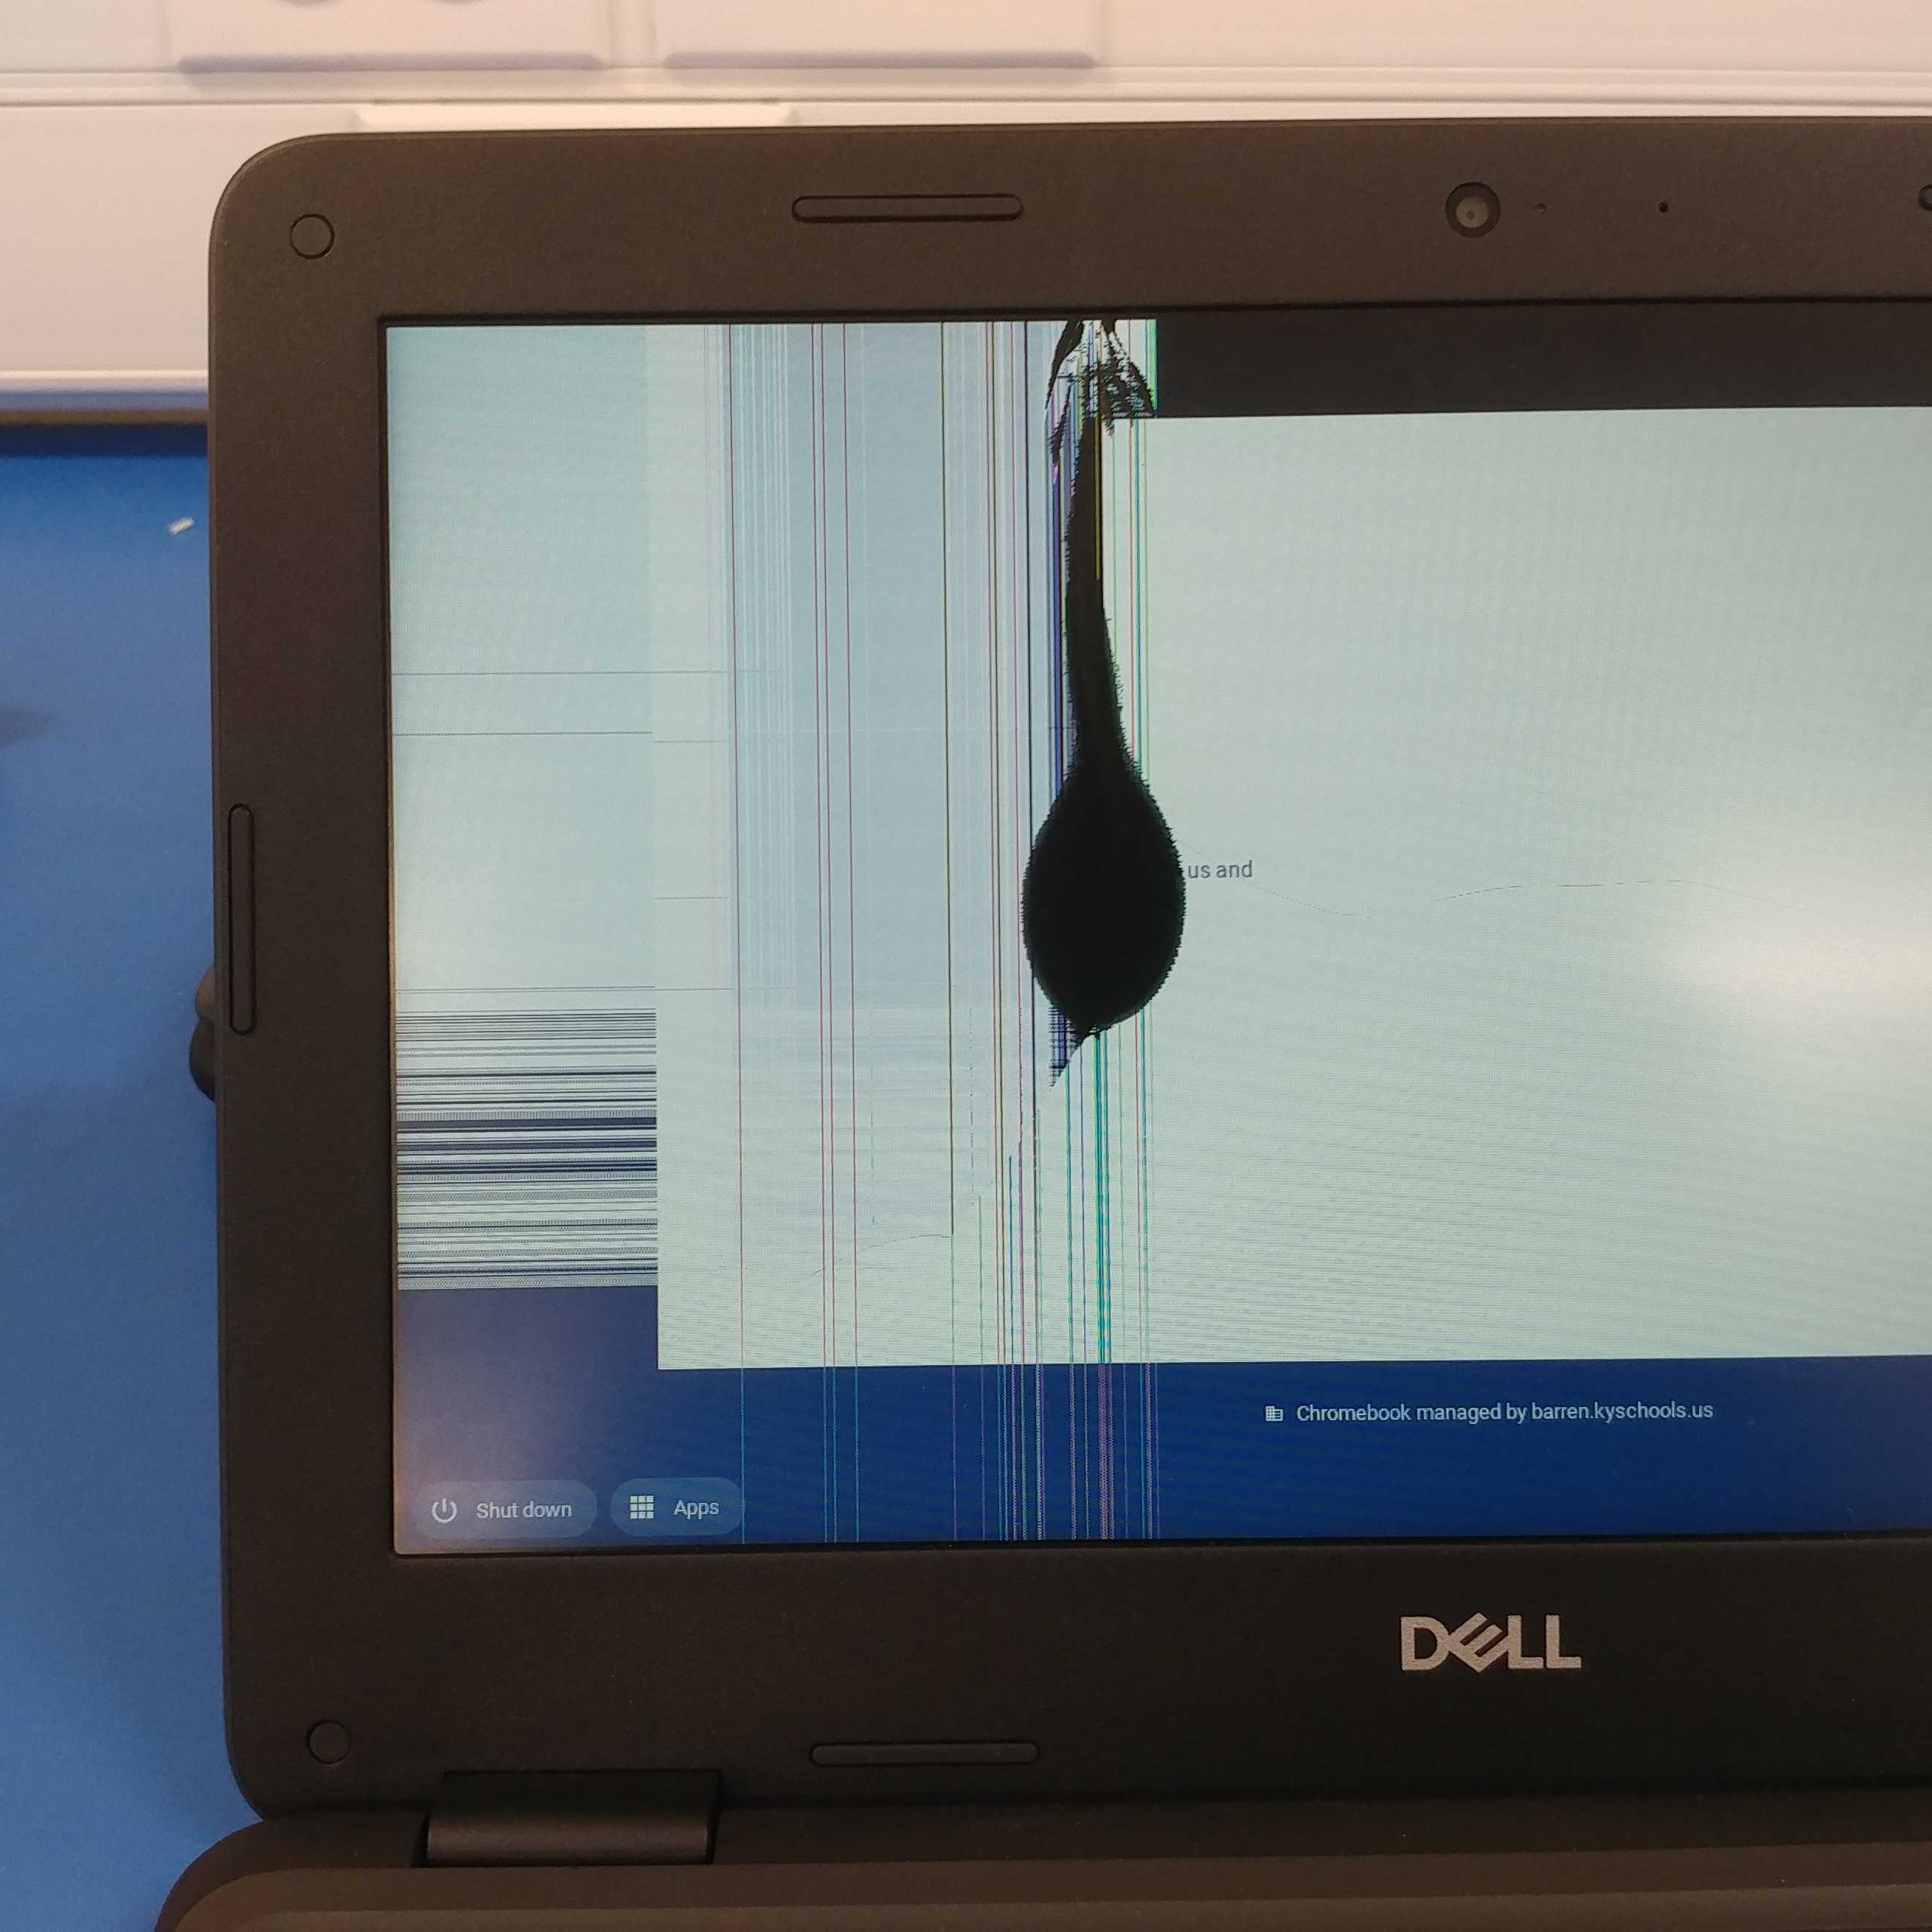 us and
Chromebook managed by barren.kyschools.us
Shut down
Apps
DELL